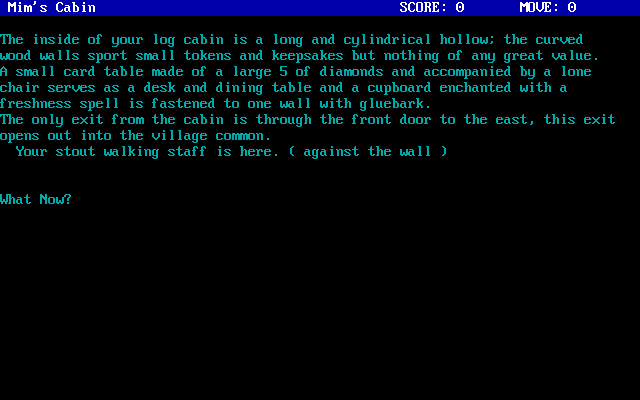 Mim's Cabin SCORE: 0 MOVE: 0
The inside of your log cabin is a long and cylindrical hollow; the curved
wood walls sport small tokens and keepsakes but nothing of any great value.
A small card table made of a large 5 of diamonds and accompanied by a lone
chair serves as a desk and dining table and a cupboard enchanted with a
freshness spell is fastened to one wall with gluebark.
The only exit from the cabin is through the front door to the east, this exit
opens out into the village common.
Your stout walking staff is here. ( against the wall )
What Now?